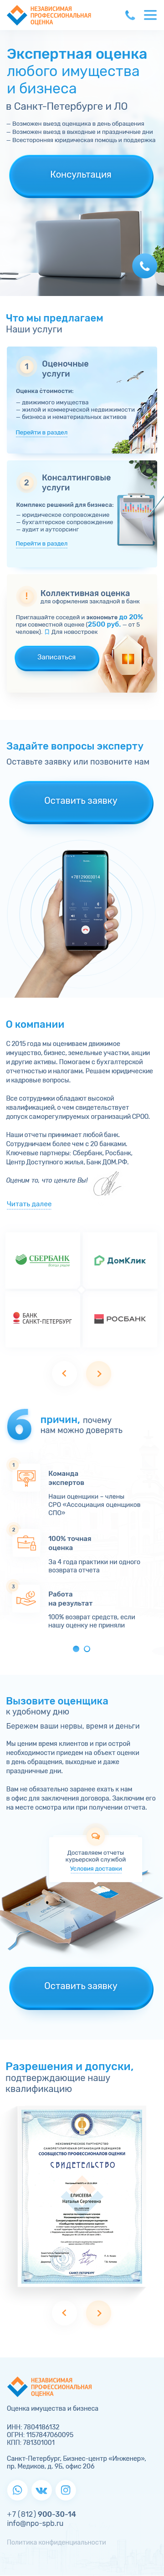 НЕЗАВИСИМАЯ
ПРОФЕССИОНАЛЬНАЯ
ОЦЕНКА
Экспертная оценка
любого имущества
и бизнеса
в Санкт-Петербурге и ЛО
— Возможен выезд оценщика в день обращения
— Возможен выезд в выходные и праздничные дни
— Всесторонняя юридическая помощь и поддержка
Консультация
Что мы предлагаем
Наши услуги
1
Оценочные
услуги
Оценка стоимости:
— движимого имущества
— жилой и коммерческой недвижимости
— бизнеса и нематериальных активов
Перейти в раздел
2
Консалтинговые
услуги
Комплекс решений для бизнеса:
— юридическое сопровождение
— бухгалтерское сопровождение
— аудит и аутсорсинг
Перейти в раздел
!
Коллективная оценка
для оформление закладной в банк
Приглашайте соседей и экономьте до 20%
при совместной оценке (2500 руб. — от 5
человек). Для новостроек
Записаться
Задайте вопросы эксперту
Оставьте заявку или позвоните нам
Оставить заявку
+78129003014
О компании
С 2015 года мы оцениваем движимое
имущество, бизнес, земельные участки, акции
и другие активы. Помогаем с бухгалтерской
отчетностью и налогами. Решаем юридические
и кадровые вопросы.
Все сотрудники обладают высокой
квалификацией, о чем свидетельствует
допуск саморегулируемых организаций СРОО.
Наши отчеты принимает любой банк.
Сотрудничаем более чем с 20 банками.
Ключевые партнеры: Сбербанк, Росбанк,
Центр Доступного жилья, Банк ДОМ.РФ.
Оценим то, что цените Вы!
Читать далее
СБЕРБАНК
Всегда рядом
ДомКлик
БАНК
САНКТ-ПЕТЕРБУРГ
РОСБАНК
6 причин, почему
нам можно доверять
1
Команда
экспертов
Наши оценщики – члены
СРО «Ассоциация оценщиков
СПО»
2
100% точная
оценка
За 4 года практики ни одного
возврата отчета
3
Работа
на результат
100% возврат средств, если
нашу оценку не приняли
Вызовите оценщика
к удобному дню
Бережем ваши нервы, время и деньги
Мы ценим время клиентов и при острой
необходимости приедем на объект оценки
в день обращения, выходные и даже
праздничные дни.
Вам не обязательно заранее ехать к нам
в офис для заключения договора. Заключим его
на месте осмотра или при получении отчета.
Доставляем отчеты
курьерской службой
Условия доставки
Оставить заявку
Разрешения и допуски,
подтверждающие нашу
квалификацию
СООБЩЕСТВО ПРОФЕССИОНАЛОВ ОЦЕНКИ
СВИДЕТЕЛЬСТВО
ЕЛИСЕЕВА
Наталья Сергеевна
НЕЗАВИСИМАЯ
ПРОФЕССИОНАЛЬНАЯ
ОЦЕНКА
Оценка имущества и бизнеса
ИНН: 7804186132
ОГРН: 1157847060095
КПП: 781301001
Санкт-Петербург, Бизнес-центр «Инженер»,
пр. Медиков, д. 9Б, офис 206
+7 (812) 900-30-14
info@npo-spb.ru
Политика конфиденциальности